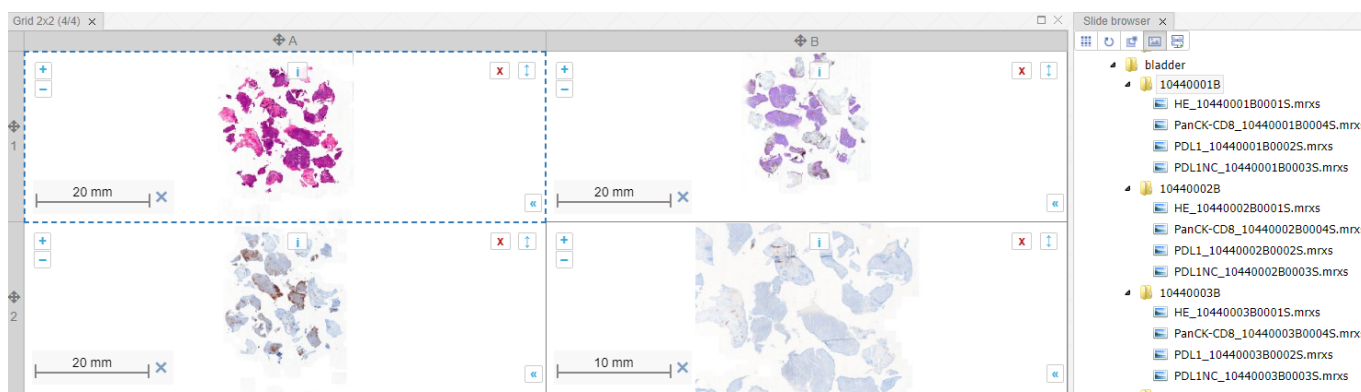 Grid 2x2 (4/4) x
A
B
1
+
−
i
x
20 mm
«
+
−
i
x
20 mm
«
2
+
−
i
x
20 mm
«
+
−
i
x
10 mm
«
Slide browser x
bladder
10440001B
HE_10440001B0001S.mrxs
PanCK-CD8_10440001B0004S.mrx
PDL1_10440001B0002S.mrxs
PDL1NC_10440001B0003S.mrxs
10440002B
HE_10440002B0001S.mrxs
PanCK-CD8_10440002B0004S.mrxs
PDL1_10440002B0002S.mrxs
PDL1NC_10440002B0003S.mrxs
10440003B
HE_10440003B0001S.mrxs
PanCK-CD8_10440003B0004S.mrxs
PDL1_10440003B0002S.mrxs
PDL1NC_10440003B0003S.mrxs